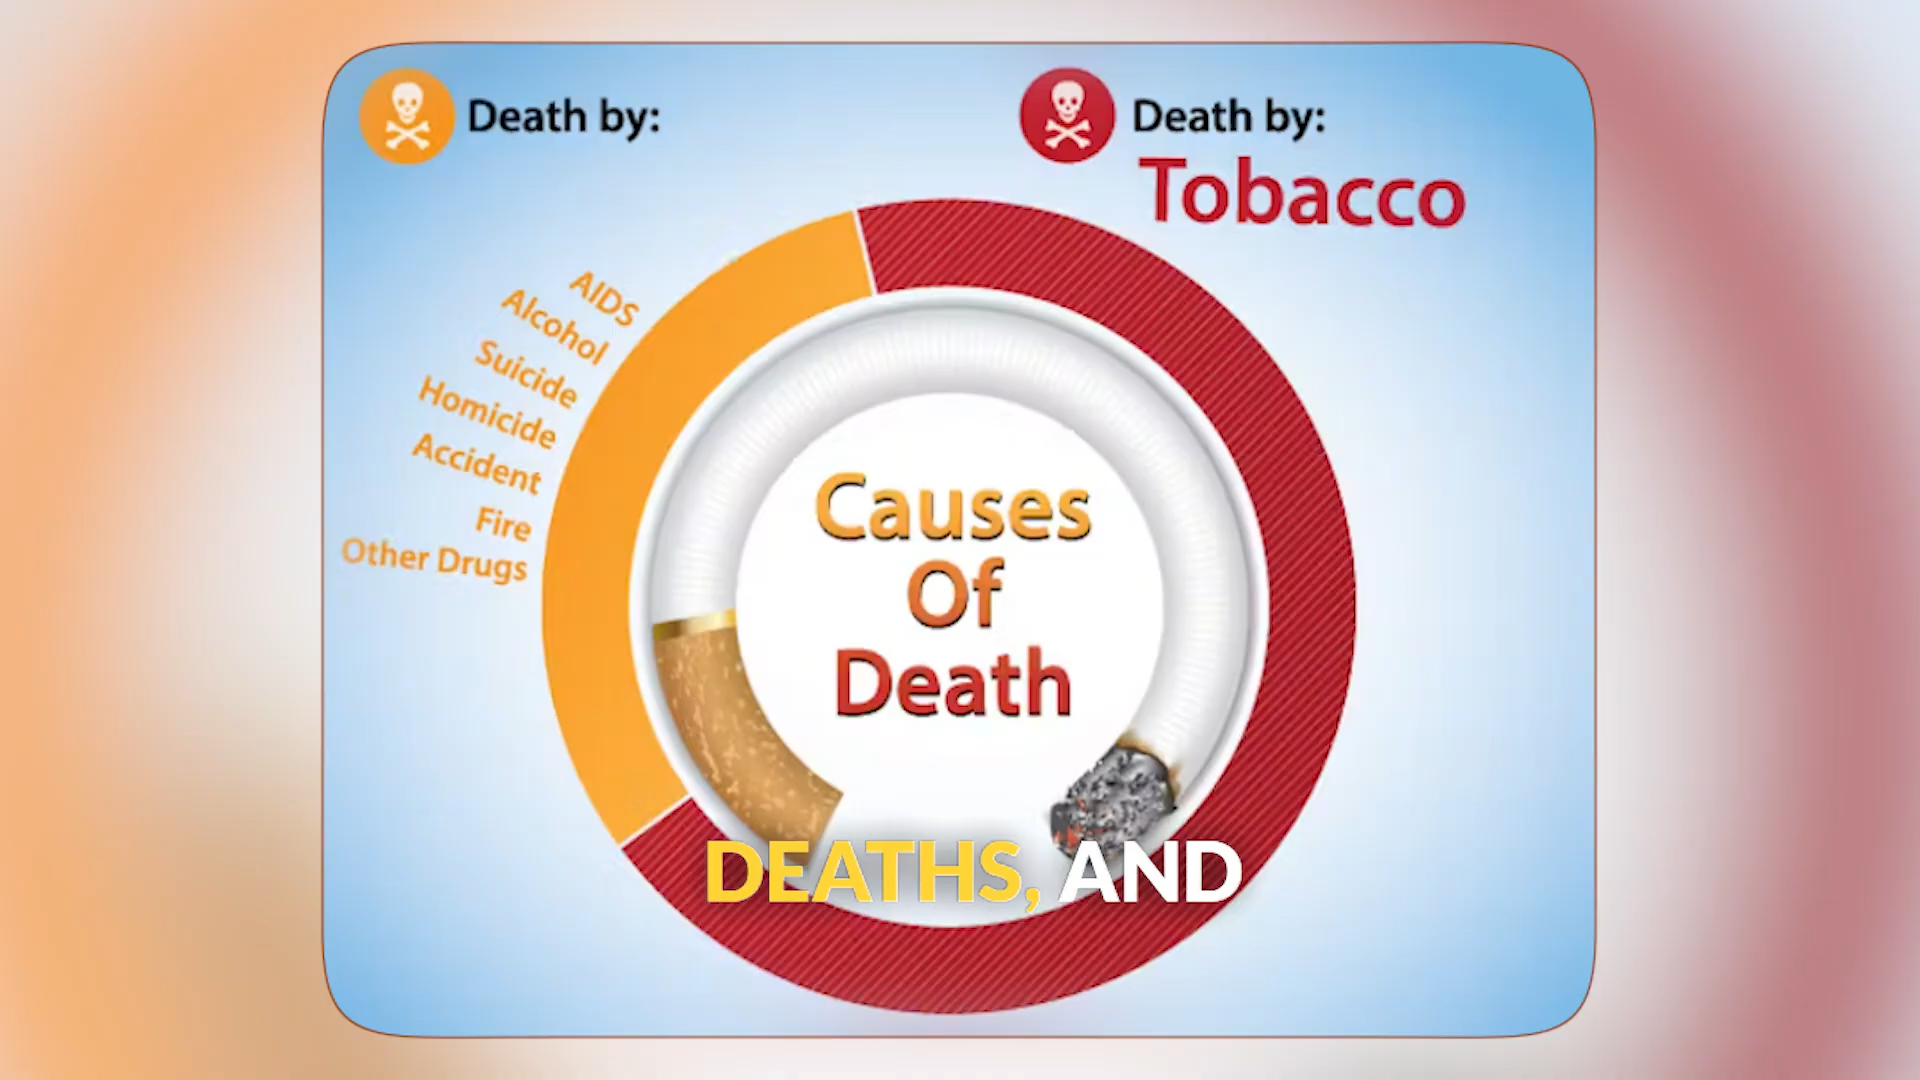 Death by:
AIDS
Alcohol
Suicide
Homicide
Accident
Fire
Other Drugs
Death by:
Tobacco
Causes
Of
Death
DEATHS, AND